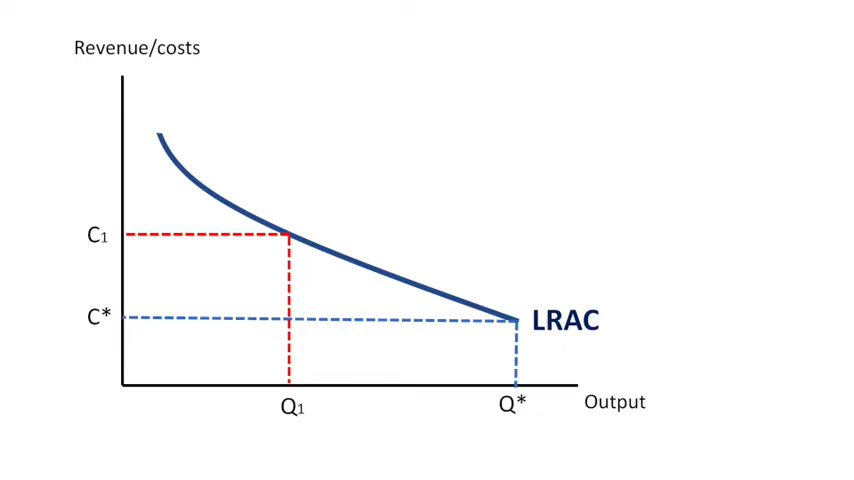 Revenue/costs
C1
C*
LRAC
Q1
Q*
Output